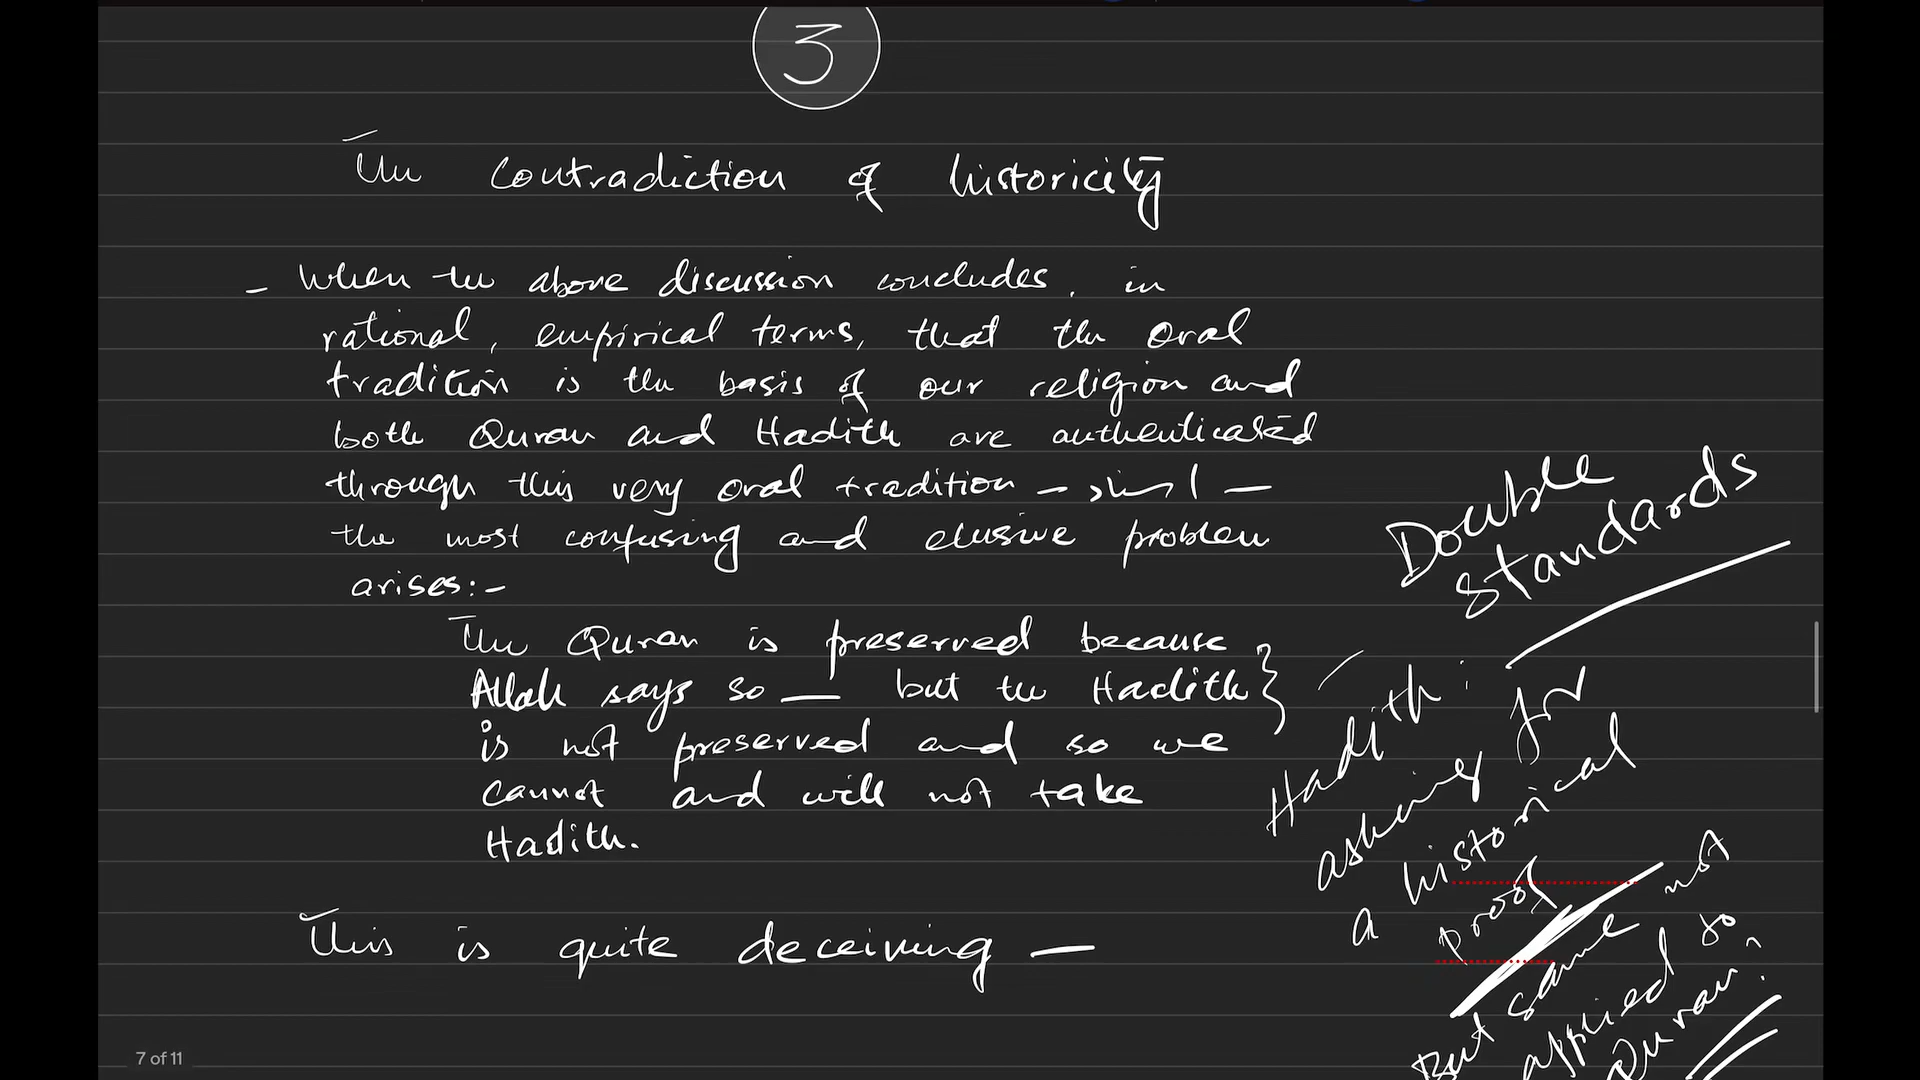 3
The contradiction of historicity
- When the above discussion concludes, in
rational, empirical terms, that the oral
tradition is the basis of our religion and
both Quran and Hadith are authenticated
through this very oral tradition - —
the most confusing and elusive problem
arises:-
The Quran is preserved because
Allah says so — but the Hadith
is not preserved and so we
cannot and will not take
Hadith.
This is quite deceiving —
Double
Standards
Hadith:
asking for
a historical
proof
But same not
applied to
Quran?
7 of 11